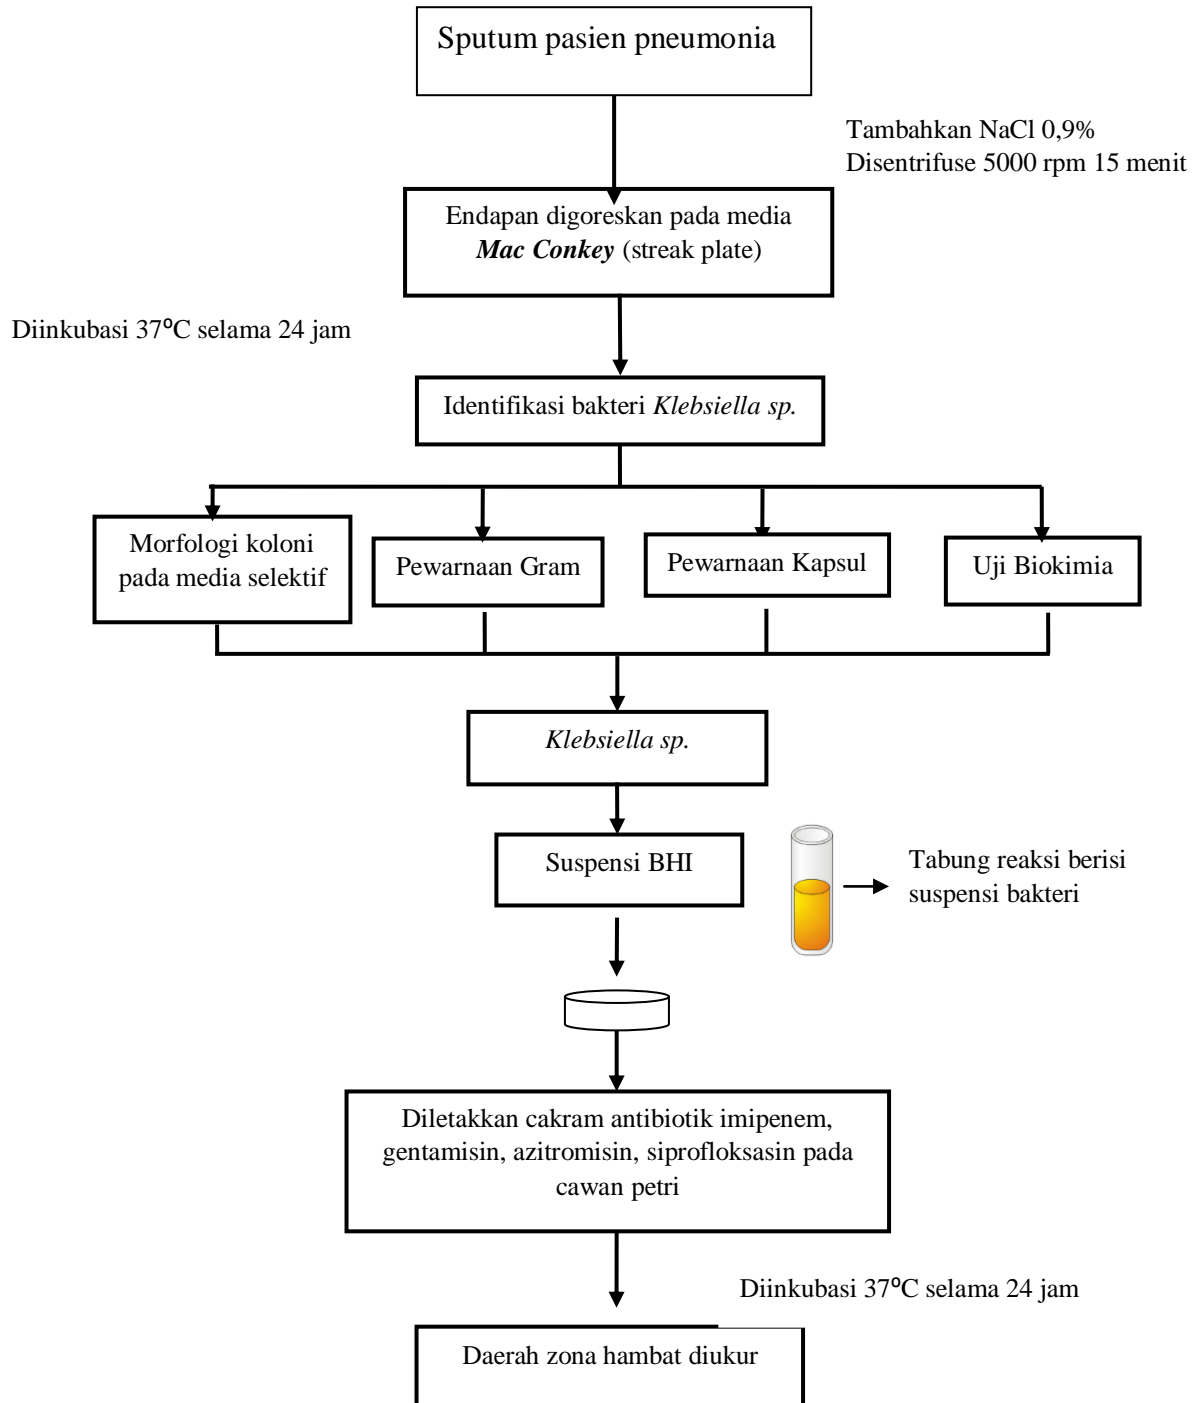 Sputum pasien pneumonia
Tambahkan NaCl 0,9%
Disentrifuse 5000 rpm 15 menit
Endapan digoreskan pada media
Mac Conkey (streak plate)
Diinkubasi 37⁰C selama 24 jam
Identifikasi bakteri Klebsiella sp.
Morfologi koloni
pada media selektif
Pewarnaan Gram
Pewarnaan Kapsul
Uji Biokimia
Klebsiella sp.
Suspensi BHI
Tabung reaksi berisi
suspensi bakteri
Diletakkan cakram antibiotik imipenem,
gentamisin, azitromisin, siprofloksasin pada
cawan petri
Diinkubasi 37⁰C selama 24 jam
Daerah zona hambat diukur